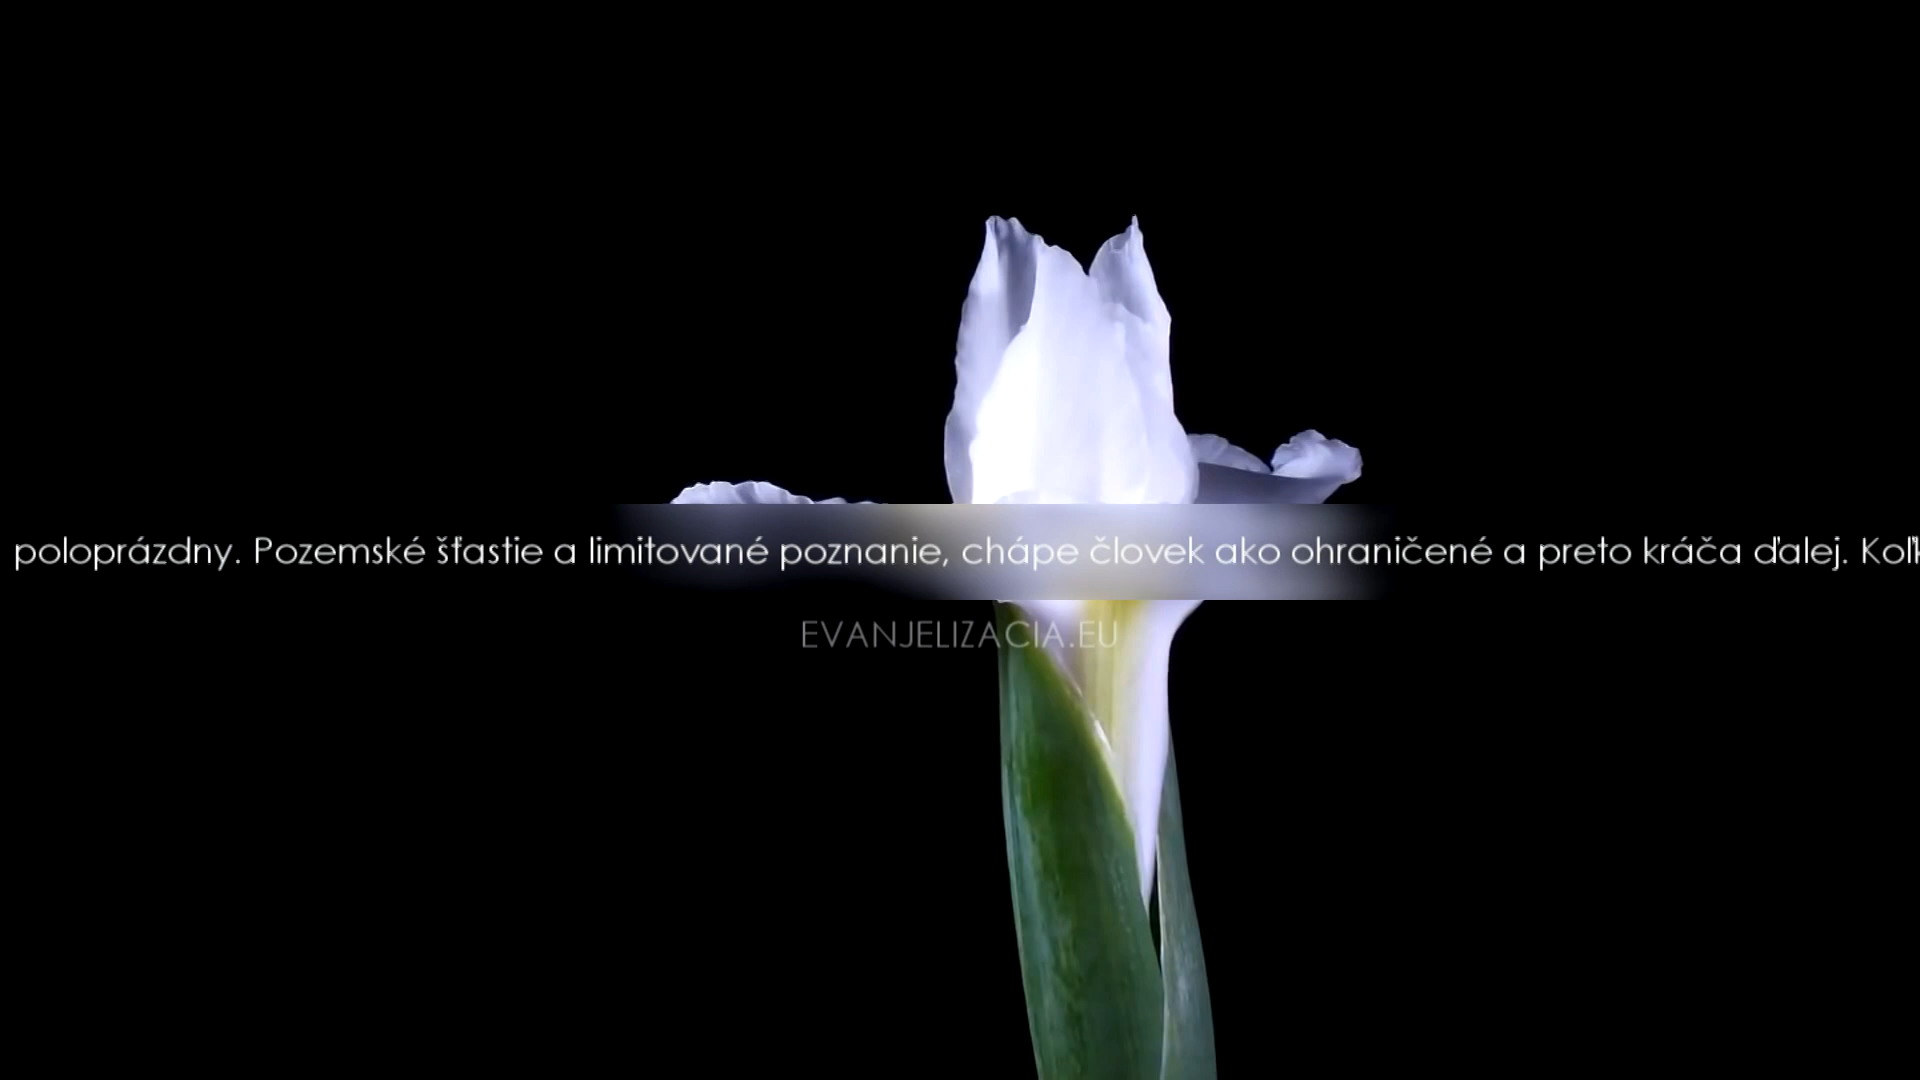 poloprázdny. Pozemské šťastie a limitované poznanie, chápe človek ako ohraničené a preto kráča ďalej.
EVANJELIZACIA.EU